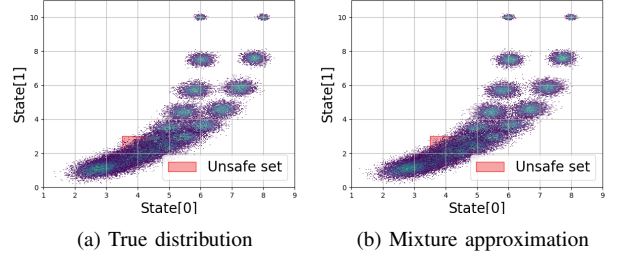 10
8
6
4
2
0
State[1]
Unsafe set
1 2 3 4 5 6 7 8 9
State[0]
(a) True distribution
10
8
6
4
2
0
State[1]
Unsafe set
1 2 3 4 5 6 7 8 9
State[0]
(b) Mixture approximation